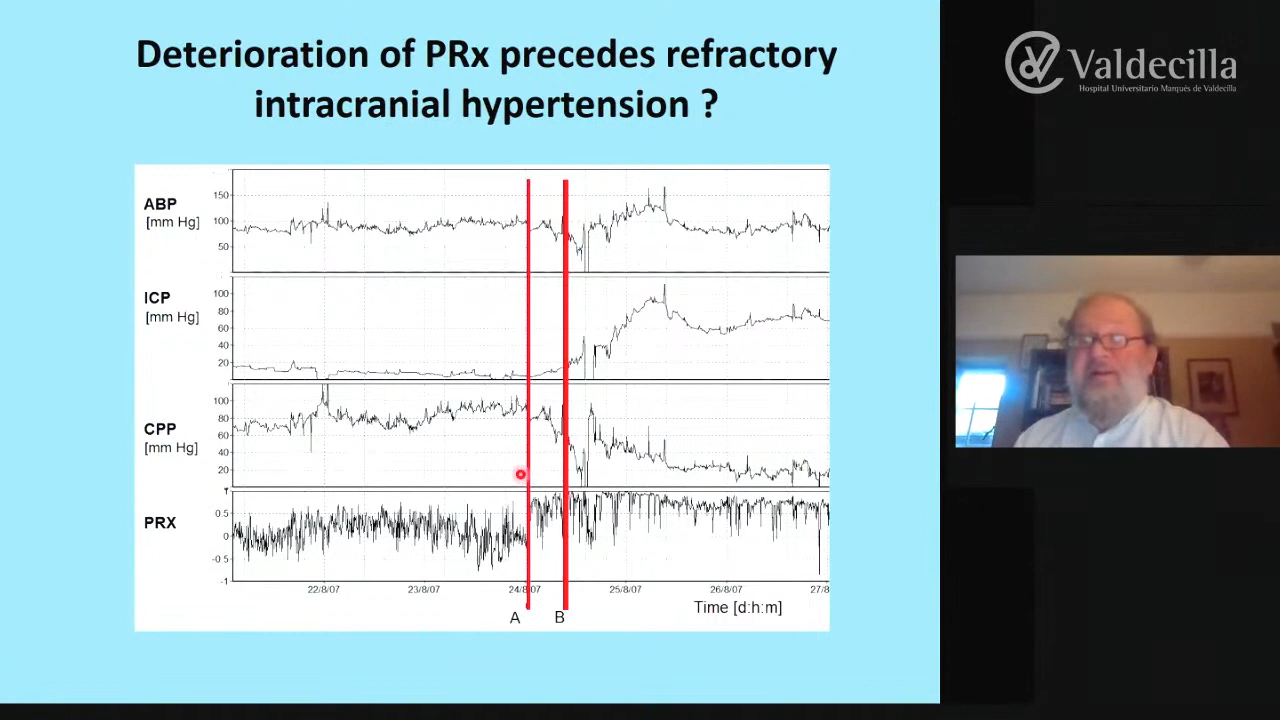 Deterioration of PRx precedes refractory
intracranial hypertension ?
Valdecilla
Hospital Universitario Marqués de Valdecilla
ABP
[mm Hg]
150
100
50
ICP
[mm Hg]
100
80
60
40
20
CPP
[mm Hg]
100
80
60
40
20
PRX
1
0.5
0
-0.5
-1
22/8/07
23/8/07
24/8/07
25/8/07
26/8/07
27/8
Time [d:h:m]
A
B